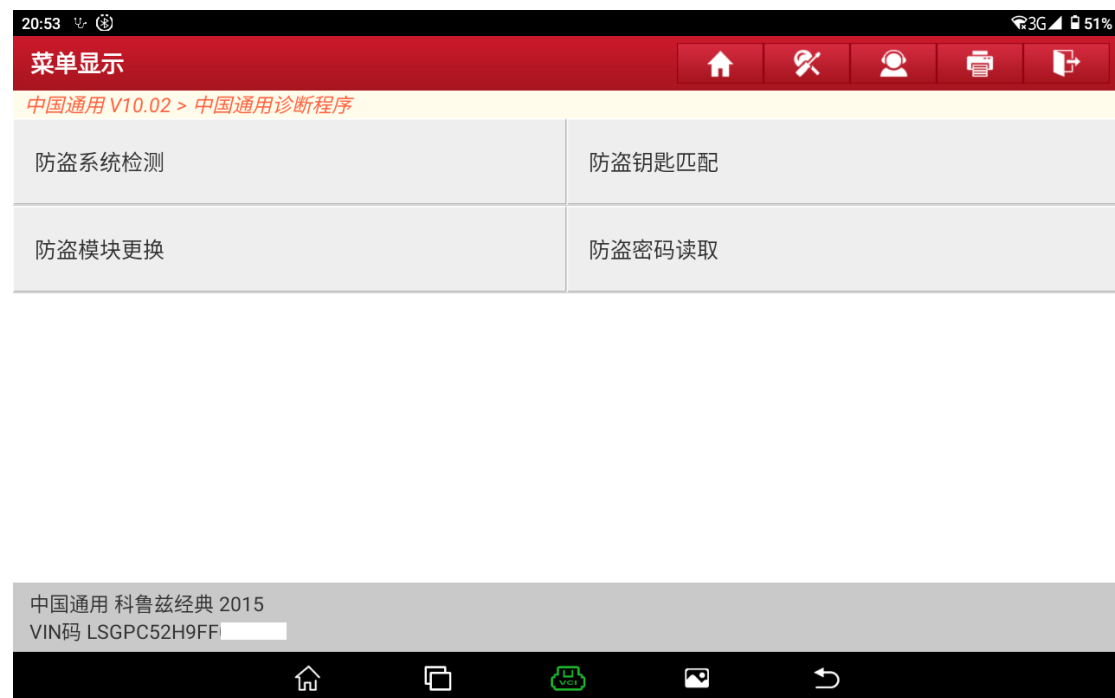 20:53 3G 51%
菜单显示
中国通用 V10.02 > 中国通用诊断程序
防盗系统检测 防盗钥匙匹配
防盗模块更换 防盗密码读取
中国通用 科鲁兹经典 2015
VIN码 LSGPC52H9FF
VCI